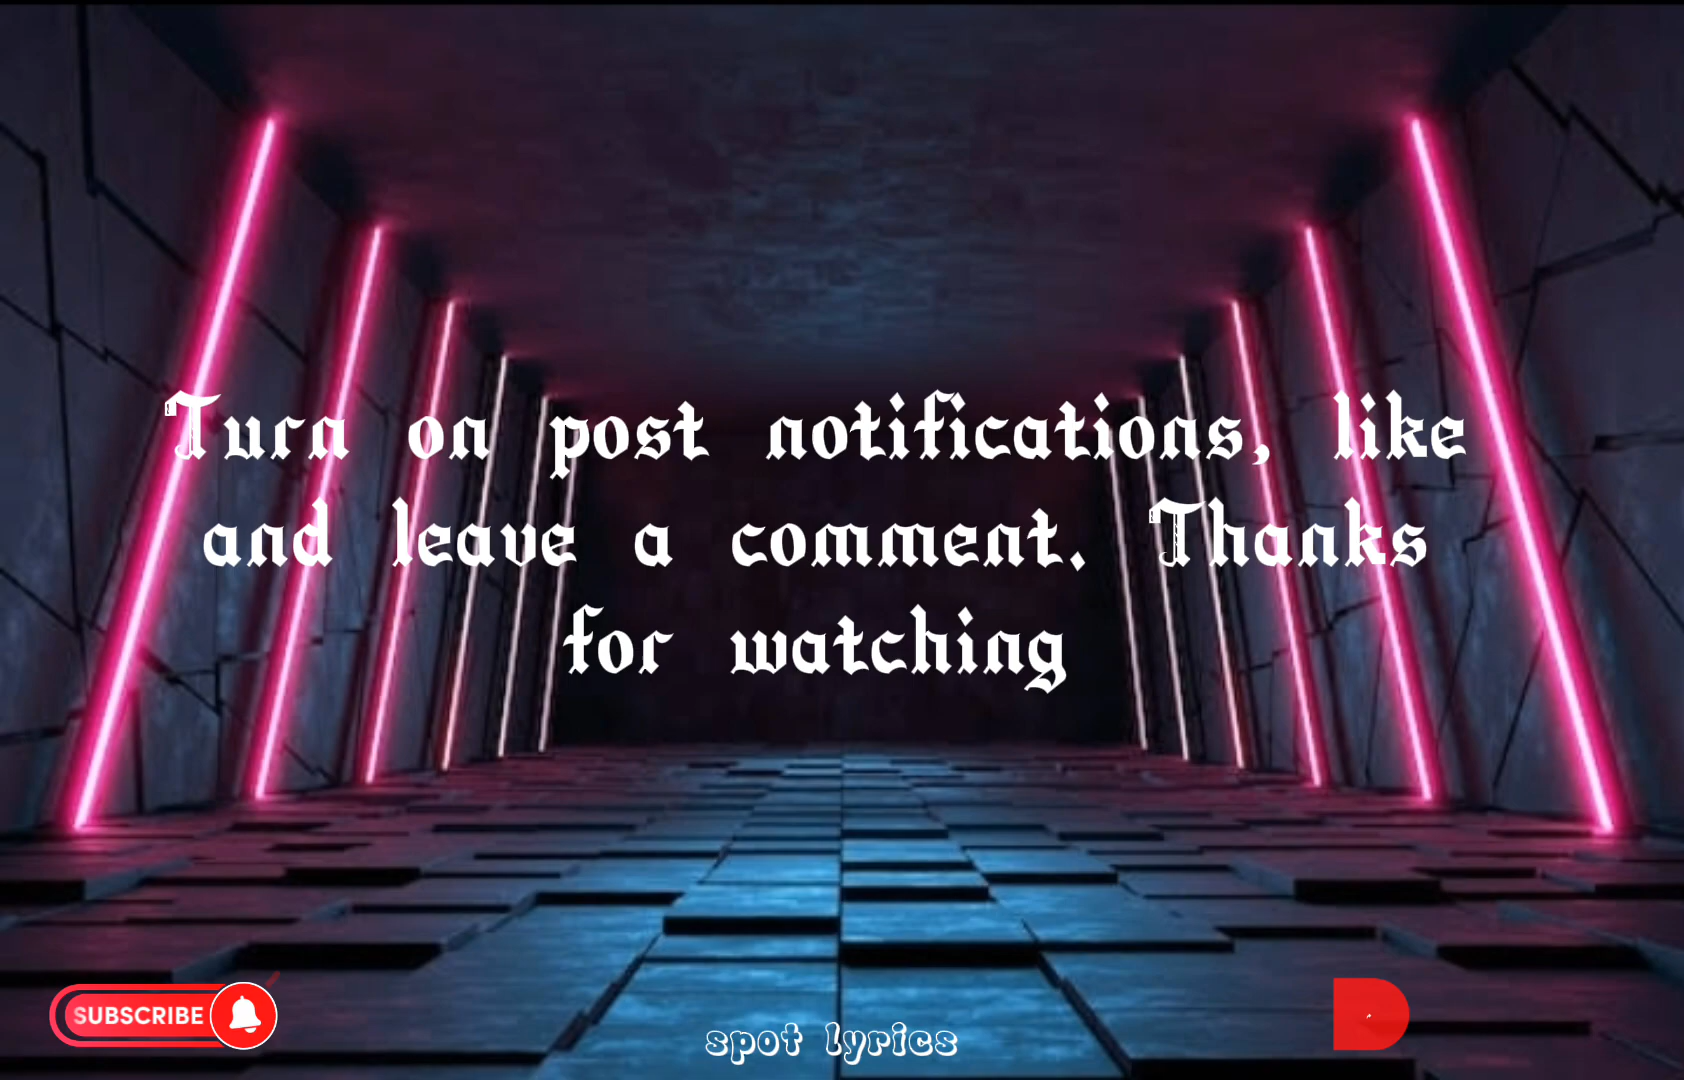 Turn on post notifications, like
and leave a comment. Thanks
for watching
SUBSCRIBE
spot lyrics